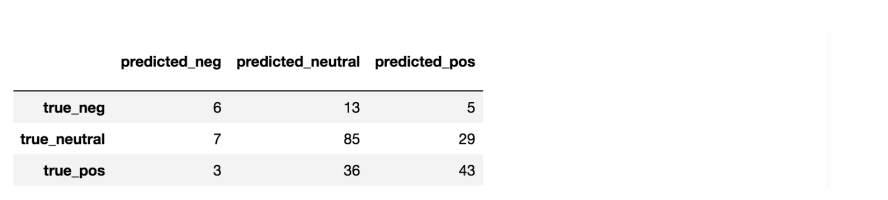 predicted_neg predicted_neutral predicted_pos
true_neg 6 13 5
true_neutral 7 85 29
true_pos 3 36 43